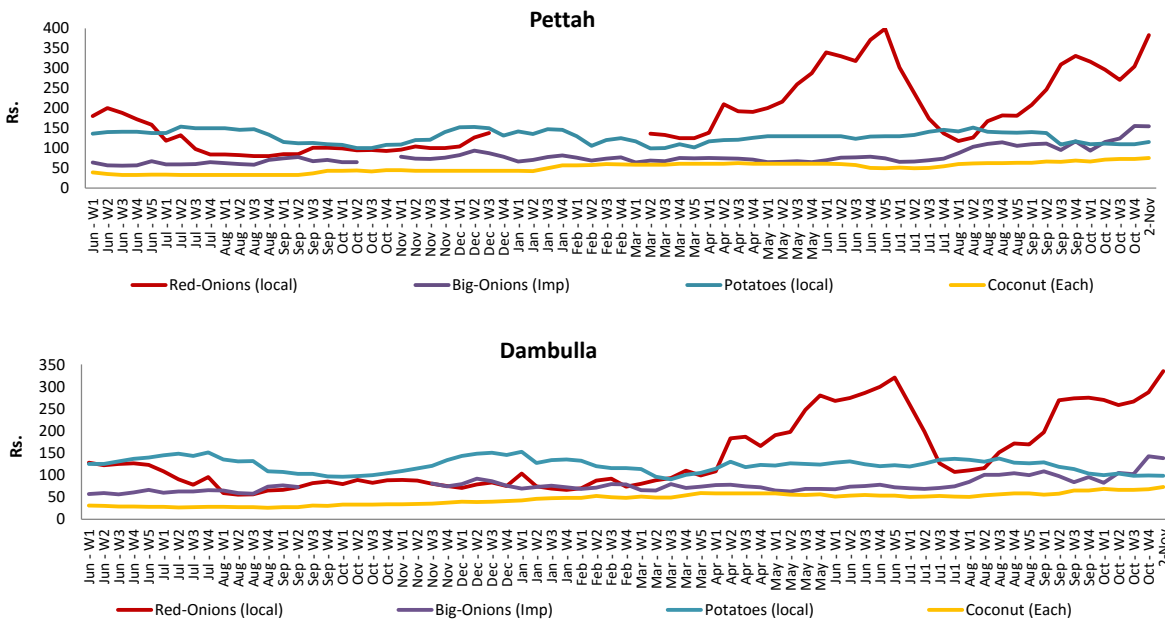 Pettah
Rs.
400
350
300
250
200
150
100
50
0
Jun - W1
Jun - W2
Jun - W3
Jun - W4
Jun - W5
Jul - W1
Jul - W2
Jul - W3
Jul - W4
Aug - W1
Aug - W2
Aug - W3
Aug - W4
Sep - W1
Sep - W2
Sep - W3
Sep - W4
Oct - W1
Oct - W2
Oct - W3
Oct - W4
Nov - W1
Nov - W2
Nov - W3
Nov - W4
Dec - W1
Dec - W2
Dec - W3
Dec - W4
Jan - W1
Jan - W2
Jan - W3
Jan - W4
Feb - W1
Feb - W2
Feb - W3
Feb - W4
Mar - W1
Mar - W2
Mar - W3
Mar - W4
Mar - W5
Apr - W1
Apr - W2
Apr - W3
Apr - W4
May - W1
May - W2
May - W3
May - W4
Jun - W1
Jun - W2
Jun - W3
Jun - W4
Jun - W5
Ju1 - W1
Ju1 - W2
Ju1 - W3
Ju1 - W4
Aug - W1
Aug - W2
Aug - W3
Aug - W4
Aug - W5
Sep - W1
Sep - W2
Sep - W3
Sep - W4
Oct - W1
Oct - W2
Oct - W3
Oct - W4
2-Nov
Red-Onions (local) Big-Onions (Imp) Potatoes (local) Coconut (Each)
Dambulla
Rs.
350
300
250
200
150
100
50
0
Jun - W1
Jun - W2
Jun - W3
Jun - W4
Jun - W5
Jul - W1
Jul - W2
Jul - W3
Jul - W4
Aug - W1
Aug - W2
Aug - W3
Aug - W4
Sep - W1
Sep - W2
Sep - W3
Sep - W4
Oct - W1
Oct - W2
Oct - W3
Oct - W4
Nov - W1
Nov - W2
Nov - W3
Nov - W4
Dec - W1
Dec - W2
Dec - W3
Dec - W4
Jan - W1
Jan - W2
Jan - W3
Jan - W4
Feb - W1
Feb - W2
Feb - W3
Feb - W4
Mar - W1
Mar - W2
Mar - W3
Mar - W4
Mar - W5
Apr - W1
Apr - W2
Apr - W3
Apr - W4
May - W1
May - W2
May - W3
May - W4
Jun - W1
Jun - W2
Jun - W3
Jun - W4
Jun - W5
Ju1 - W1
Ju1 - W2
Ju1 - W3
Ju1 - W4
Aug - W1
Aug - W2
Aug - W3
Aug - W4
Aug - W5
Sep - W1
Sep - W2
Sep - W3
Sep - W4
Oct - W1
Oct - W2
Oct - W3
Oct - W4
2-Nov
Red-Onions (local) Big-Onions (Imp) Potatoes (local) Coconut (Each)